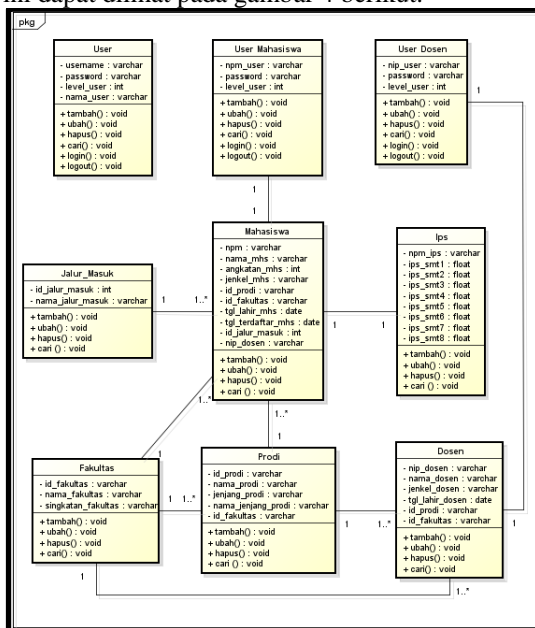 ini dapat dilihat pada gambar 4 berikut.
pkg
User
- username : varchar
- password : varchar
- level_user : int
- nama_user : varchar
+ tambah() : void
+ ubah() : void
+ hapus() : void
+ cari() : void
+ login() : void
+ logout() : void
User Mahasiswa
- npm_user : varchar
- password : varchar
- level_user : int
+ tambah() : void
+ ubah() : void
+ hapus() : void
+ cari() : void
+ login() : void
+ logout() : void
User Dosen
- nip_user : varchar
- password : varchar
- level_user : int
+ tambah() : void
+ ubah() : void
+ hapus() : void
+ cari() : void
+ login() : void
+ logout() : void
1
1
1
Jalur_Masuk
- id_jalur_masuk : int
- nama_jalur_masuk : varchar
+ tambah() : void
+ ubah() : void
+ hapus() : void
+ cari () : void
1
1..*
Mahasiswa
- npm : varchar
- nama_mhs : varchar
- angkatan_mhs : int
- jenkel_mhs : varchar
- id_prodi : varchar
- id_fakultas : varchar
- tgl_lahir_mhs : date
- tgl_terdaftar_mhs : date
- id_jalur_masuk : int
- nip_dosen : varchar
+ tambah() : void
+ ubah() : void
+ hapus() : void
+ cari () : void
1
1
Ips
- npm_ips : varchar
- ips_smt1 : float
- ips_smt2 : float
- ips_smt3 : float
- ips_smt4 : float
- ips_smt5 : float
- ips_smt6 : float
- ips_smt7 : float
- ips_smt8 : float
+ tambah() : void
+ ubah() : void
+ hapus() : void
+ cari () : void
1..*
1..*
1
1
Fakultas
- id_fakultas : varchar
- nama_fakultas : varchar
- singkatan_fakultas : varchar
+ tambah() : void
+ ubah() : void
+ hapus() : void
+ cari() : void
1
1..*
Prodi
- id_prodi : varchar
- nama_prodi : varchar
- jenjang_prodi : varchar
- nama_jenjang_prodi : varchar
- id_fakultas : varchar
+ tambah() : void
+ ubah() : void
+ hapus() : void
+ cari () : void
1
1..*
Dosen
- nip_dosen : varchar
- nama_dosen : varchar
- jenkel_dosen : varchar
- tgl_lahir_dosen : date
- id_prodi : varchar
- id_fakultas : varchar
+ tambah() : void
+ ubah() : void
+ hapus() : void
+ cari () : void
1
1
1..*